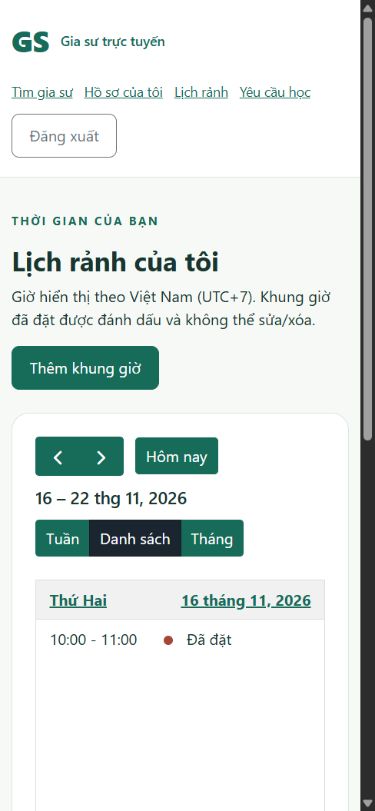 GS Gia sư trực tuyến
Tìm gia sư Hồ sơ của tôi Lịch rảnh Yêu cầu học
Đăng xuất
THỜI GIAN CỦA BẠN
Lịch rảnh của tôi
Giờ hiển thị theo Việt Nam (UTC+7). Khung giờ
đã đặt được đánh dấu và không thể sửa/xóa.
Thêm khung giờ
Hôm nay
16 – 22 thg 11, 2026
Tuần Danh sách Tháng
Thứ Hai 16 tháng 11, 2026
10:00 - 11:00 Đã đặt